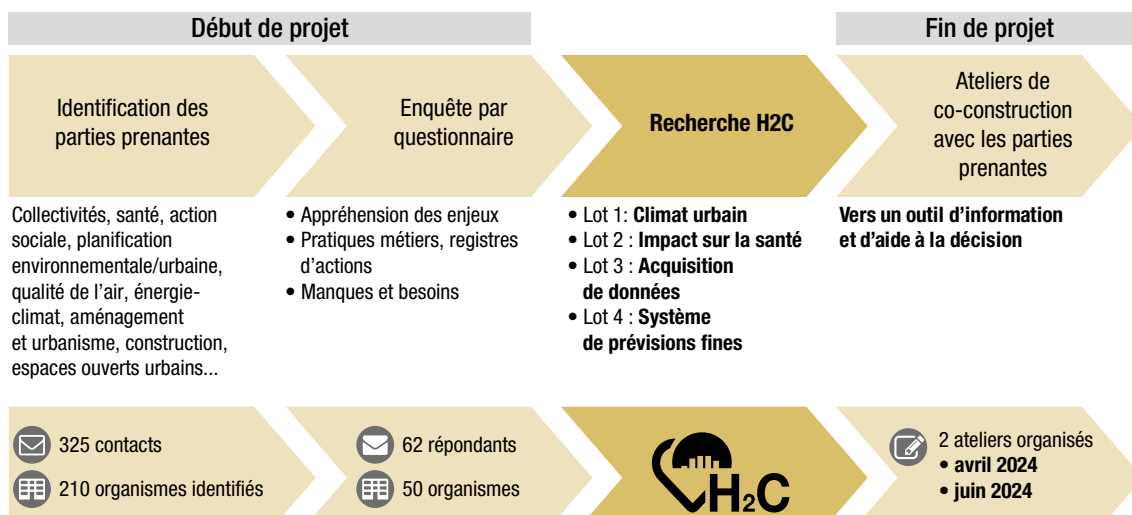 Début de projet
Fin de projet
Identification des
parties prenantes
Enquête par
questionnaire
Recherche H2C
Ateliers de
co-construction
avec les parties
prenantes
Collectivités, santé, action
sociale, planification
environnementale/urbaine,
qualité de l'air, énergie-
climat, aménagement
et urbanisme, construction,
espaces ouverts urbains...
• Appréhension des enjeux
• Pratiques métiers, registres
d'actions
• Manques et besoins
• Lot 1: Climat urbain
• Lot 2 : Impact sur la santé
• Lot 3 : Acquisition
de données
• Lot 4 : Système
de prévisions fines
Vers un outil d'information
et d'aide à la décision
325 contacts
210 organismes identifiés
62 répondants
50 organismes
H₂C
2 ateliers organisés
• avril 2024
• juin 2024